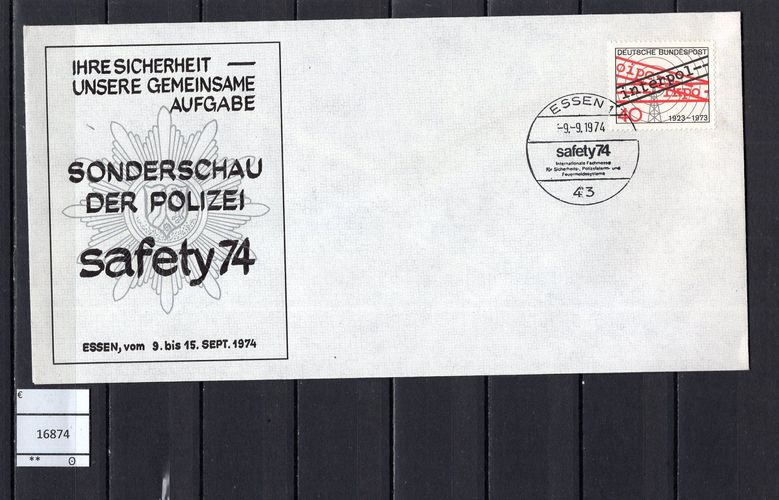 IHRE SICHERHEIT —
UNSERE GEMEINSAME
AUFGABE
SONDERSCHAU
DER POLIZEI
safety 74
ESSEN, vom 9. bis 15. SEPT. 1974
DEUTSCHE BUNDESPOST
interpol
40
1923-1973
ESSEN 1
-9.-9.1974
safety 74
Internationale Fachmesse
für Sicherheits-, Polizeialarm- und
Feuermeldesysteme
43
€
16874
** ʘ